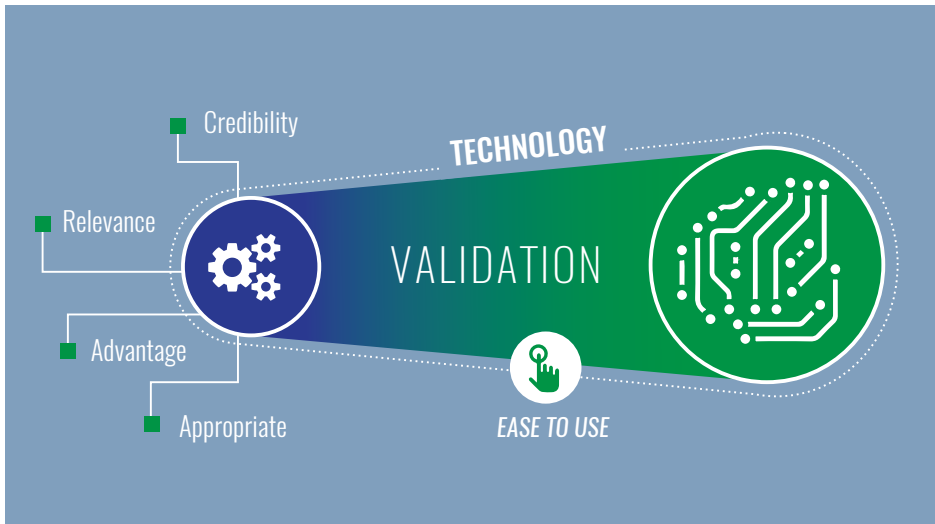 Credibility
TECHNOLOGY
Relevance
VALIDATION
Advantage
Appropriate
EASE TO USE